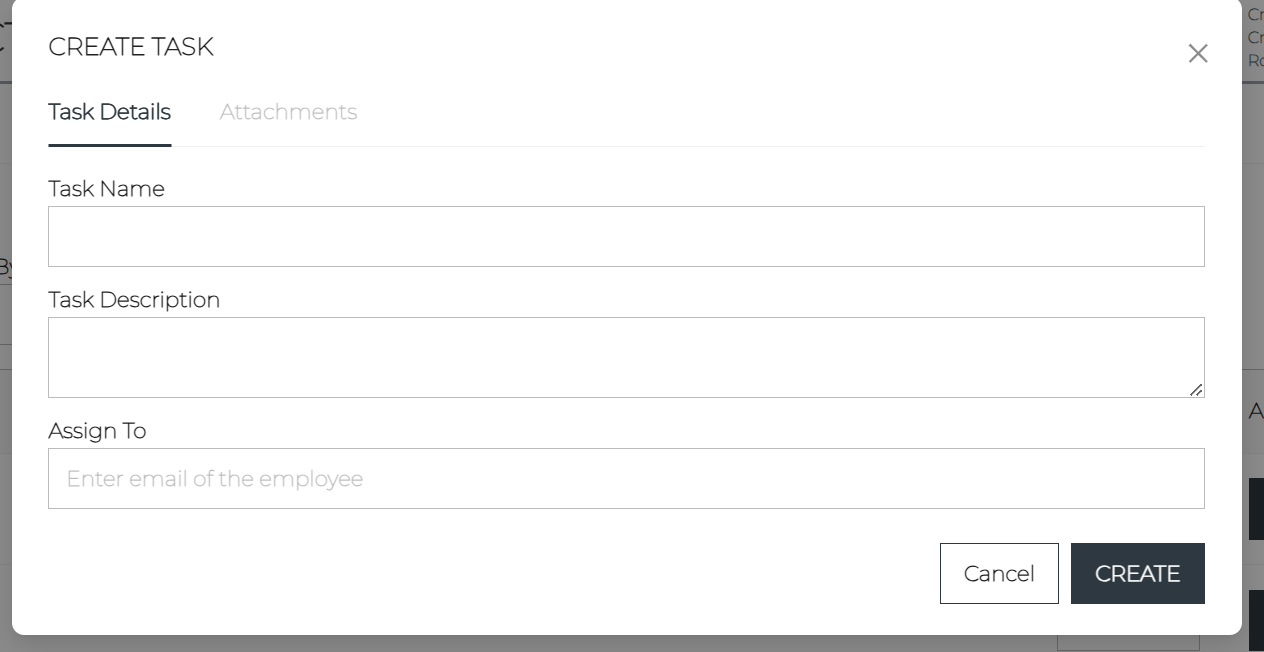 CREATE TASK
Task Details
Attachments
Task Name
Task Description
Assign To
Enter email of the employee
Cancel
CREATE